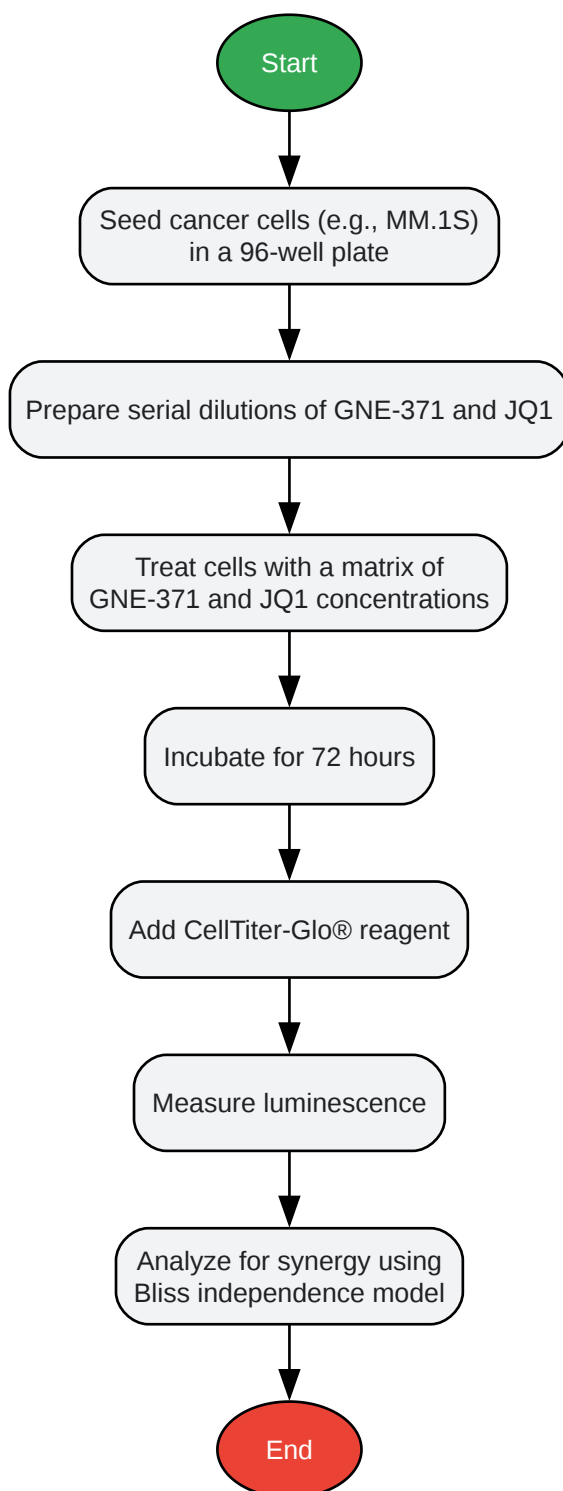 Start
Seed cancer cells (e.g., MM.1S)
in a 96-well plate
Prepare serial dilutions of GNE-371 and JQ1
Treat cells with a matrix of
GNE-371 and JQ1 concentrations
Incubate for 72 hours
Add CellTiter-Glo® reagent
Measure luminescence
Analyze for synergy using
Bliss independence model
End